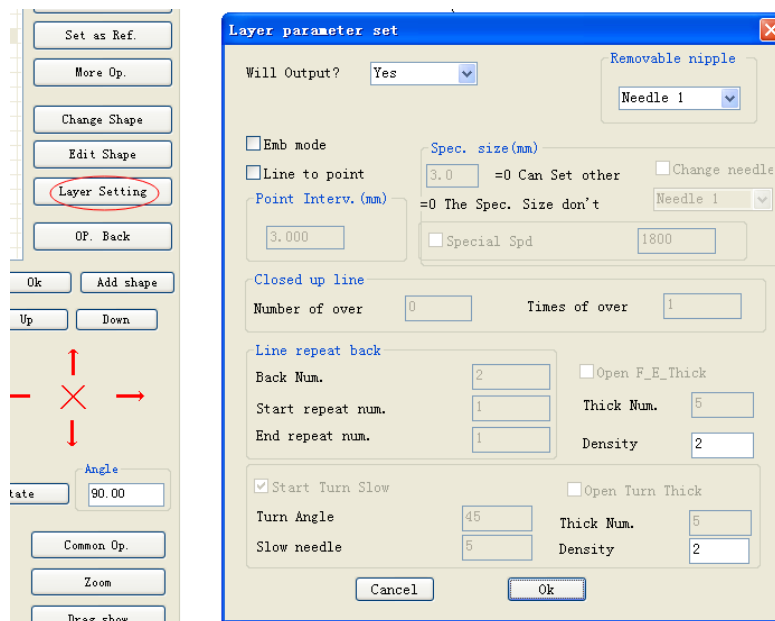 Set as Ref.
More Op.
Change Shape
Edit Shape
Layer Setting
OP. Back
Ok
Add shape
Up
Down
Angle
tate
90.00
Common Op.
Zoom
Drag show
Layer parameter set
Will Output?
Yes
Removable nipple
Needle 1
Emb mode
Line to point
Point Interv.(mm)
3.000
Spec. size(mm)
3.0
=0 Can Set other
=0 The Spec. Size don't
Change needle
Needle 1
Special Spd
1800
Closed up line
Number of over
0
Times of over
1
Line repeat back
Back Num.
2
Start repeat num.
1
End repeat num.
1
Open F_E_Thick
Thick Num.
5
Density
2
Start Turn Slow
Turn Angle
45
Slow needle
5
Open Turn Thick
Thick Num.
5
Density
2
Cancel
Ok